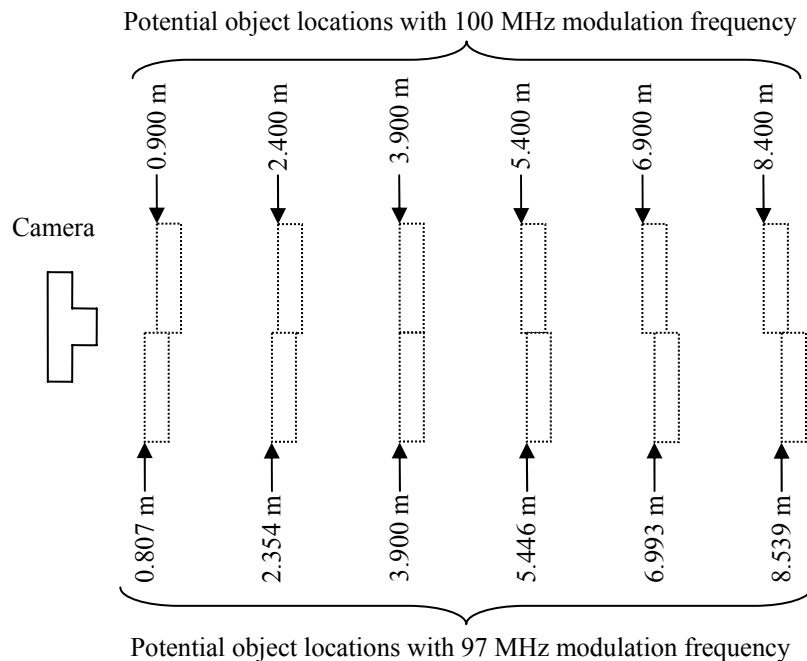 Potential object locations with 100 MHz modulation frequency
0.900 m
2.400 m
3.900 m
5.400 m
6.900 m
8.400 m
Camera
0.807 m
2.354 m
3.900 m
5.446 m
6.993 m
8.539 m
Potential object locations with 97 MHz modulation frequency